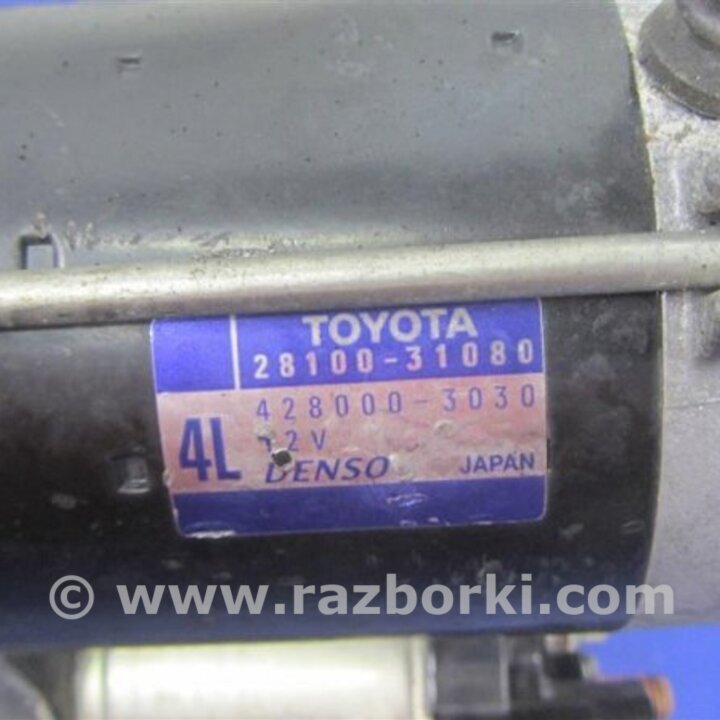 TOYOTA
28100-31080
428000-3030
4L 12V
DENSO JAPAN
© www.razborki.com